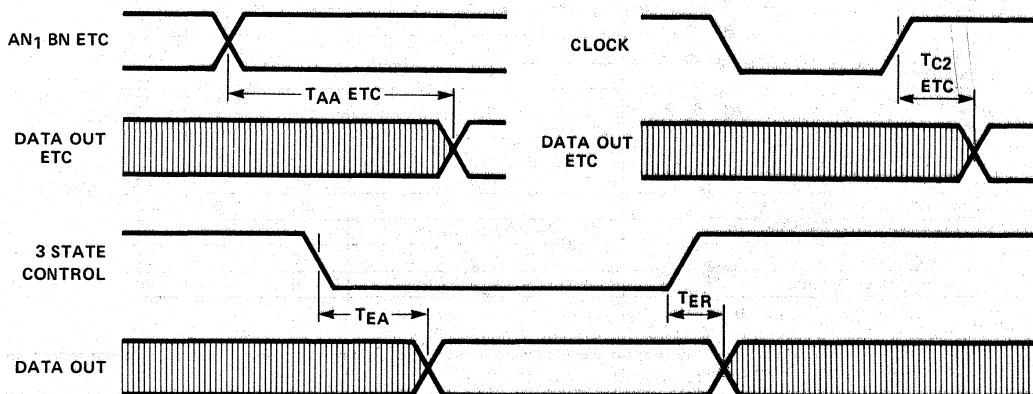 AN1 BN ETC
TAA ETC
DATA OUT
ETC
CLOCK
TC2
ETC
DATA OUT
ETC
3 STATE
CONTROL
TEA
TER
DATA OUT